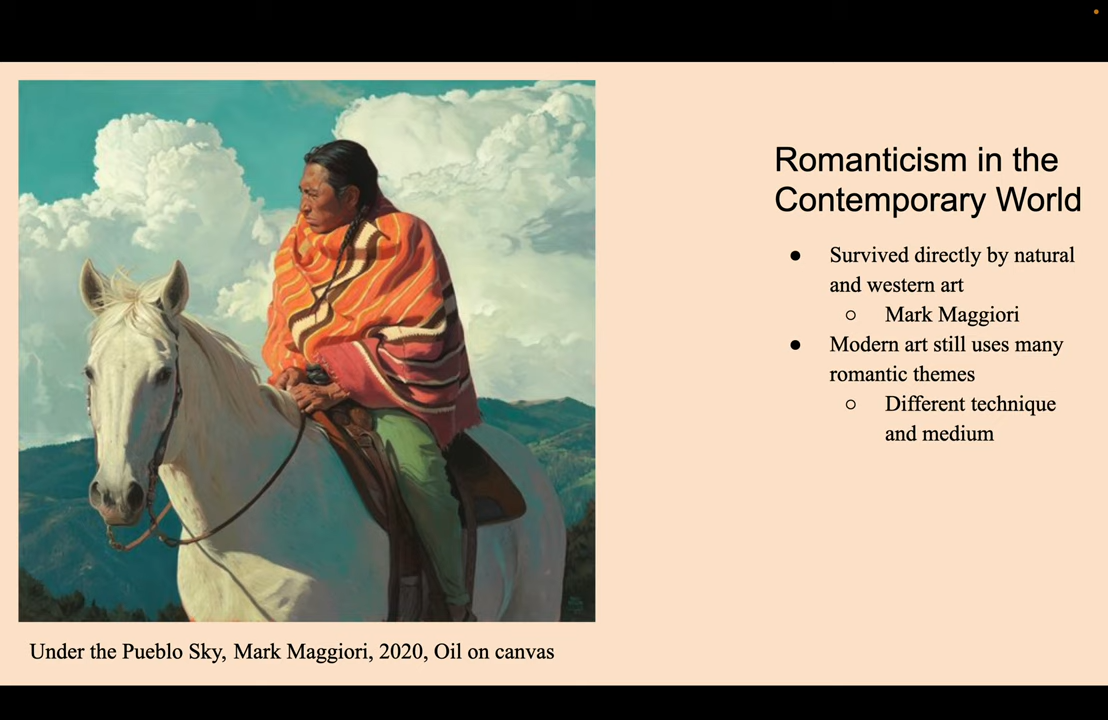 Romanticism in the
Contemporary World
● Survived directly by natural
and western art
○ Mark Maggiori
● Modern art still uses many
romantic themes
○ Different technique
and medium
Under the Pueblo Sky, Mark Maggiori, 2020, Oil on canvas